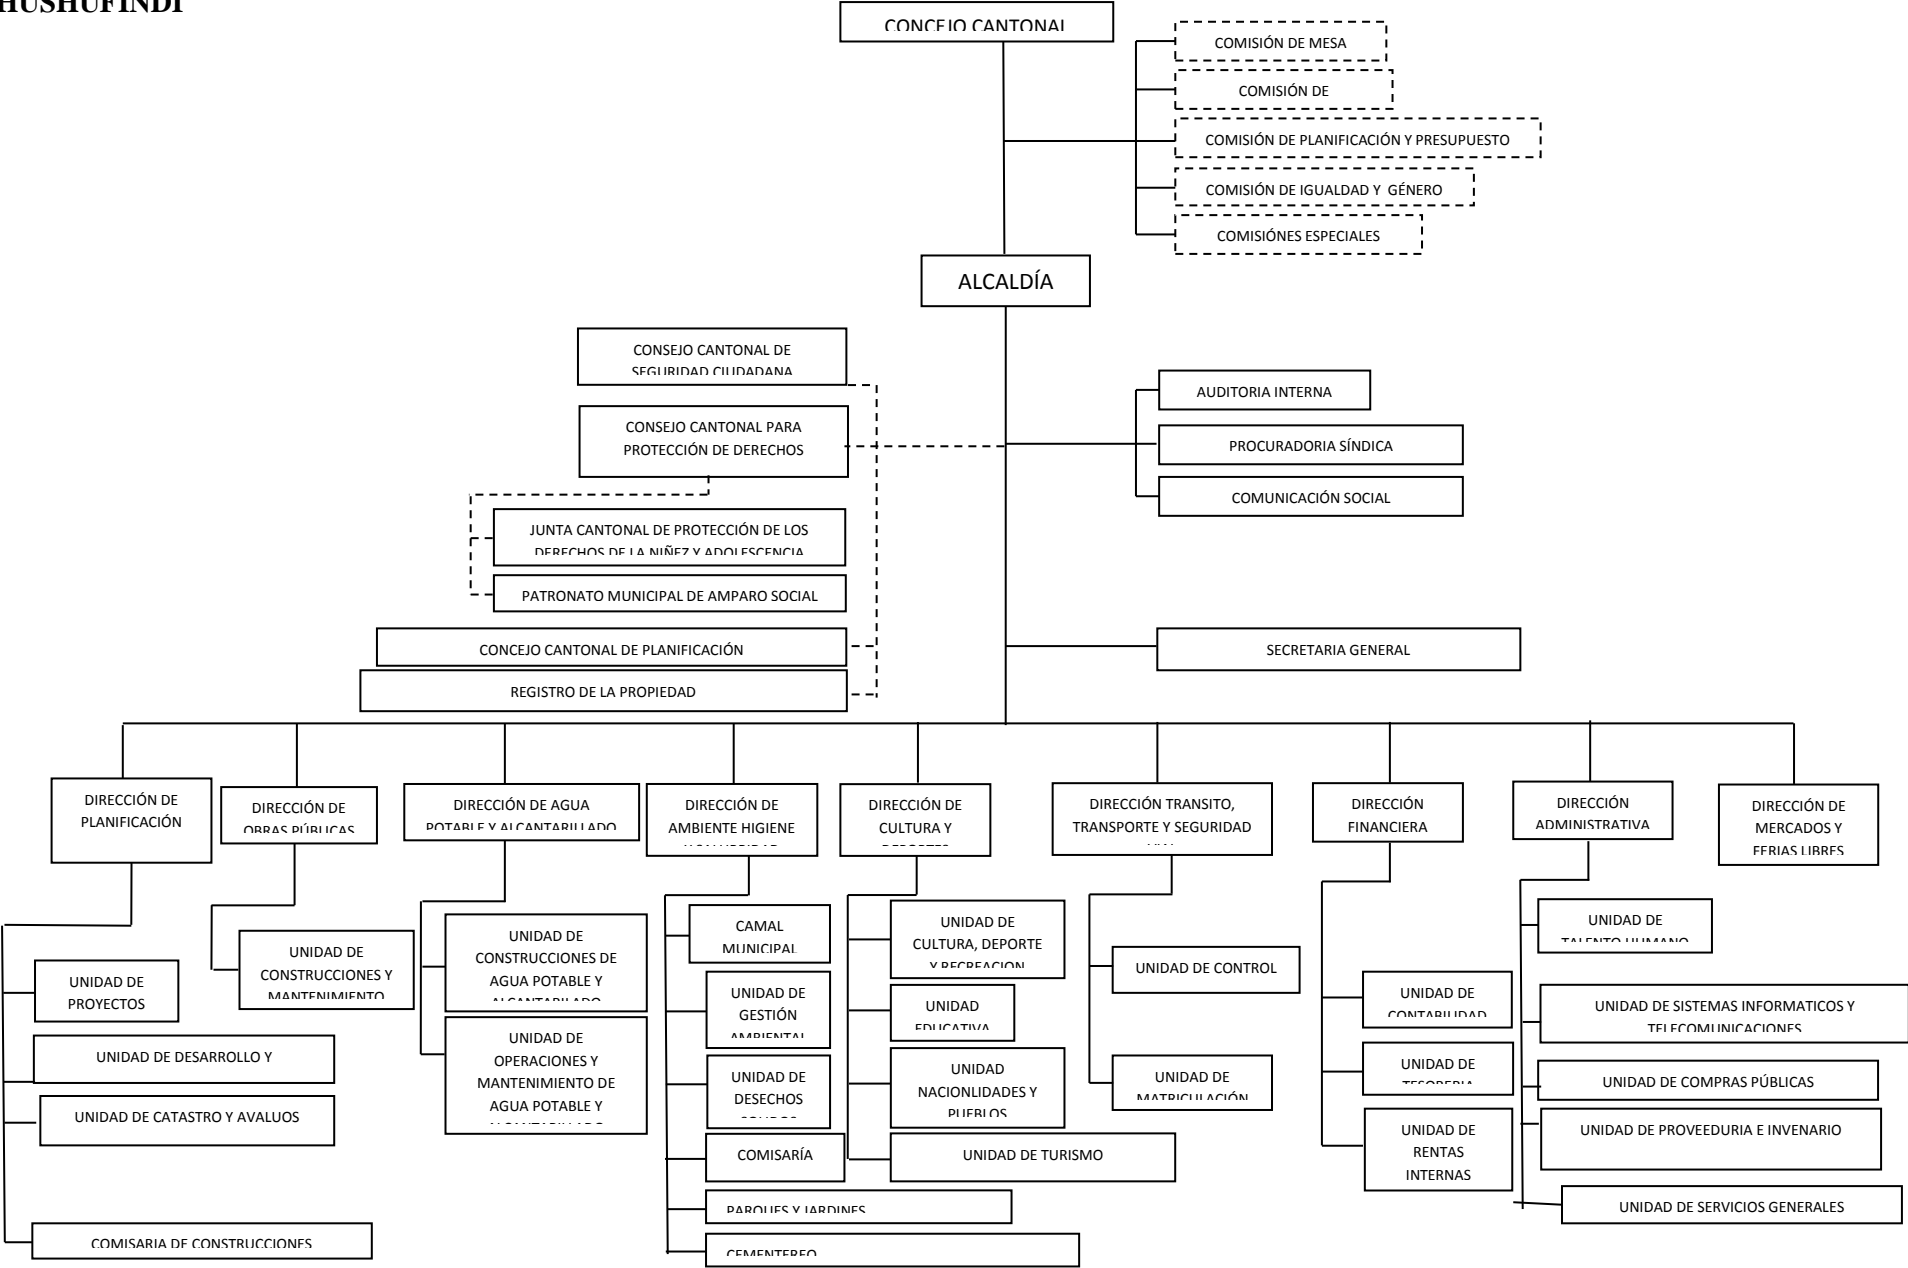 HUSHUFINDI
CONCEJO CANTONAL
COMISIÓN DE MESA
COMISIÓN DE
COMISIÓN DE PLANIFICACIÓN Y PRESUPUESTO
COMISIÓN DE IGUALDAD Y GÉNERO
COMISIÓNES ESPECIALES
ALCALDÍA
CONSEJO CANTONAL DE
SEGURIDAD CIUDADANA
CONSEJO CANTONAL PARA
PROTECCIÓN DE DERECHOS
JUNTA CANTONAL DE PROTECCIÓN DE LOS
DERECHOS DE LA NIÑEZ Y ADOLESCENCIA
PATRONATO MUNICIPAL DE AMPARO SOCIAL
CONCEJO CANTONAL DE PLANIFICACIÓN
REGISTRO DE LA PROPIEDAD
AUDITORIA INTERNA
PROCURADORIA SÍNDICA
COMUNICACIÓN SOCIAL
SECRETARIA GENERAL
DIRECCIÓN DE
PLANIFICACIÓN
DIRECCIÓN DE
OBRAS PÚBLICAS
DIRECCIÓN DE AGUA
POTABLE Y ALCANTARILLADO
DIRECCIÓN DE
AMBIENTE HIGIENE
DIRECCIÓN DE
CULTURA Y
DEPORTES
DIRECCIÓN TRANSITO,
TRANSPORTE Y SEGURIDAD
VIAL
DIRECCIÓN
FINANCIERA
DIRECCIÓN
ADMINISTRATIVA
DIRECCIÓN DE
MERCADOS Y
FERIAS LIBRES
UNIDAD DE
PROYECTOS
UNIDAD DE DESARROLLO Y
UNIDAD DE CATASTRO Y AVALUOS
COMISARIA DE CONSTRUCCIONES
UNIDAD DE
CONSTRUCCIONES Y
MANTENIMIENTO
UNIDAD DE
CONSTRUCCIONES DE
AGUA POTABLE Y
ALCANTARILADO
UNIDAD DE
OPERACIONES Y
MANTENIMIENTO DE
AGUA POTABLE Y
ALCANTARILLADO
CAMAL
MUNICIPAL
UNIDAD DE
GESTIÓN
AMBIENTAL
UNIDAD DE
DESECHOS
SOLIDOS
COMISARÍA
PARQUES Y JARDINES
CEMENTEREO
UNIDAD DE
CULTURA, DEPORTE
Y RECREACION
UNIDAD
EDUCATIVA
UNIDAD
NACIONLIDADES Y
PUEBLOS
UNIDAD DE TURISMO
UNIDAD DE CONTROL
UNIDAD DE
MATRICULACIÓN
UNIDAD DE
CONTABILIDAD
UNIDAD DE
TESORERIA
UNIDAD DE
RENTAS
INTERNAS
UNIDAD DE
TALENTO HUMANO
UNIDAD DE SISTEMAS INFORMATICOS Y
TELECOMUNICACIONES
UNIDAD DE COMPRAS PÚBLICAS
UNIDAD DE PROVEEDURIA E INVENARIO
UNIDAD DE SERVICIOS GENERALES